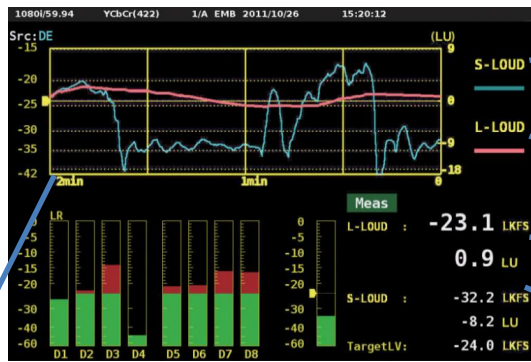 1080i/59.94 YCbCr(422) 1/A EMB 2011/10/26 15:20:12
Src:DE (LU)
-15 9
-20
-25 0
-30
-35 -9
-42 -18
2min 1min 0
S-LOUD
L-LOUD
LR
0 0
-5 -5
-10 -10
-15 -15
-20 -20
-30 -30
-40 -40
-60 -60
D1 D2 D3 D4 D5 D6 D7 D8
Meas
L-LOUD : -23.1 LKFS
0.9 LU
S-LOUD : -32.2 LKFS
-8.2 LU
TargetLV: -24.0 LKFS